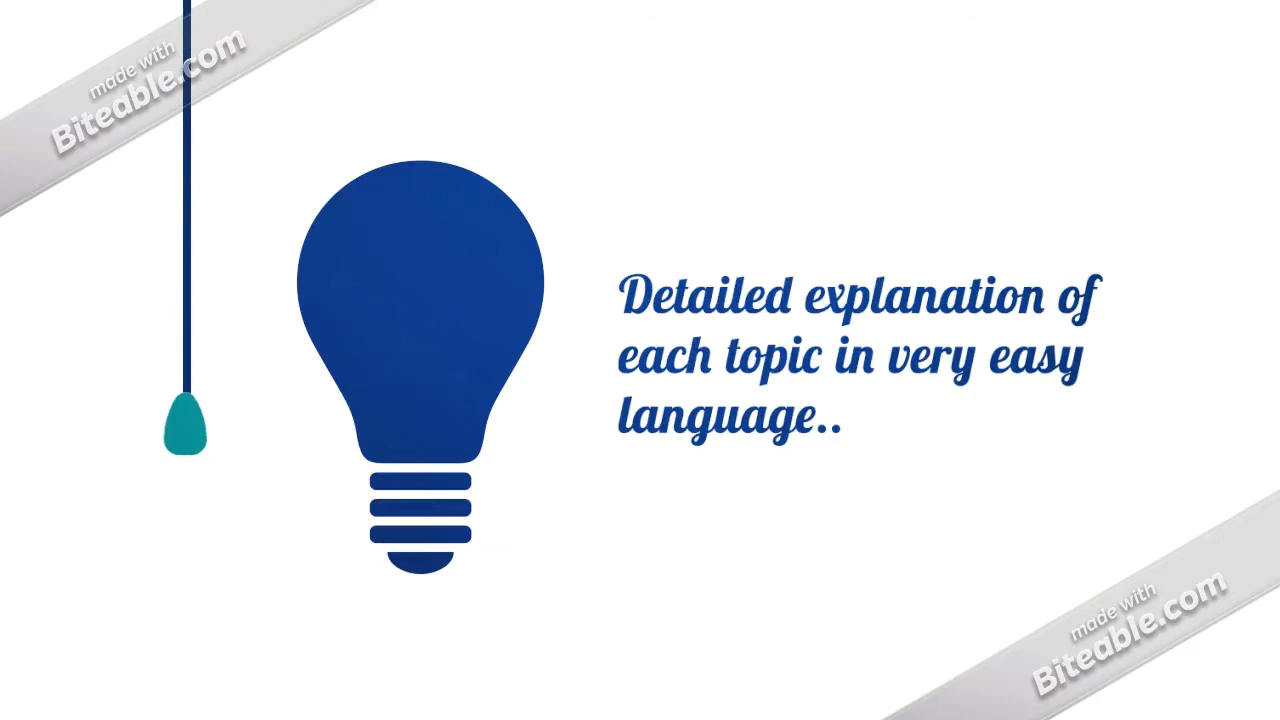 made with
Biteable.com
Detailed explanation of
each topic in very easy
language..
made with
Biteable.com